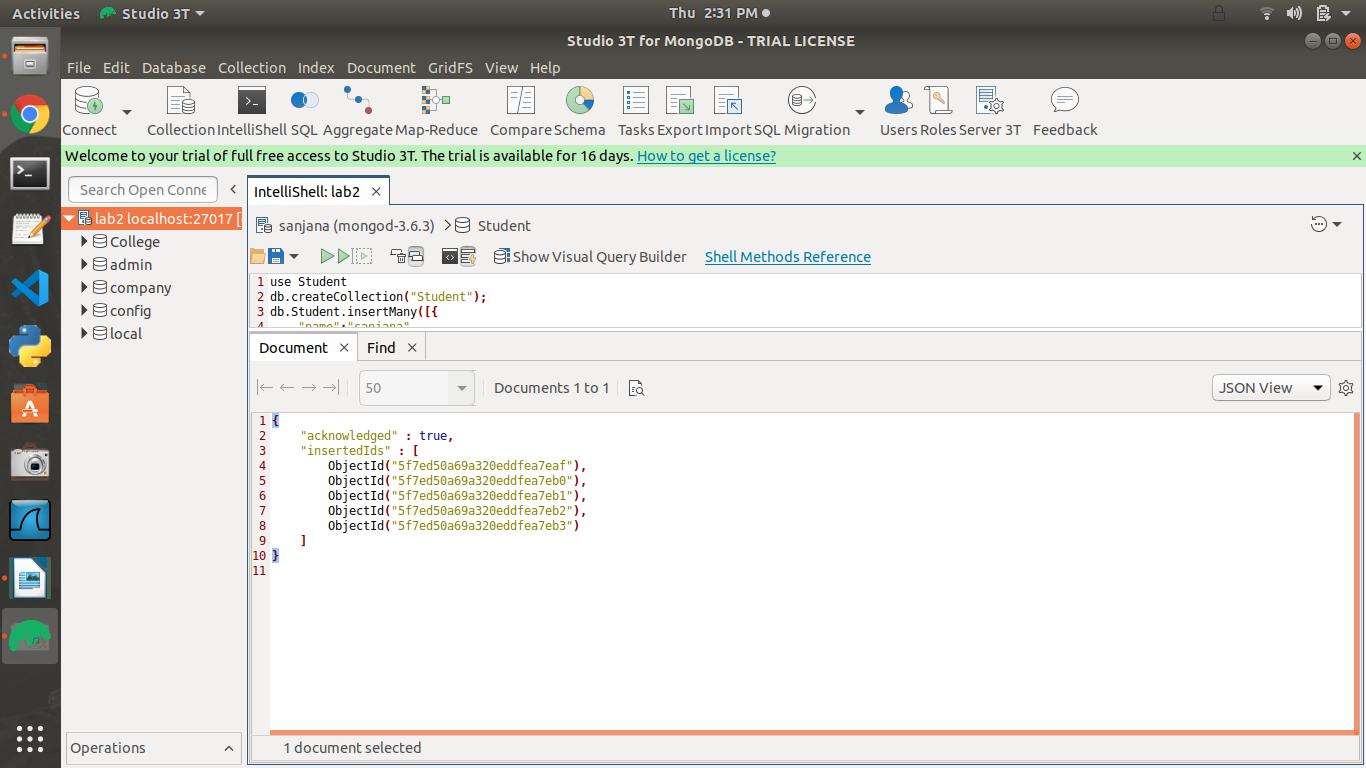 Activities Studio 3T Thu 2:31 PM
Studio 3T for MongoDB - TRIAL LICENSE
File Edit Database Collection Index Document GridFS View Help
Connect Collection IntelliShell SQL Aggregate Map-Reduce Compare Schema Tasks Export Import SQL Migration Users Roles Server 3T Feedback
Welcome to your trial of full free access to Studio 3T. The trial is available for 16 days. How to get a license?
Search Open Conne
IntelliShell: lab2
lab2 localhost:27017 [
College
admin
company
config
local
sanjana (mongod-3.6.3) Student
Show Visual Query Builder Shell Methods Reference
1 use Student
2 db.createCollection("Student");
3 db.Student.insertMany([{
4 "name":"sanjana"
Document Find
50 Documents 1 to 1 JSON View
1 {
2 "acknowledged" : true,
3 "insertedIds" : [
4 ObjectId("5f7ed50a69a320eddfea7eaf"),
5 ObjectId("5f7ed50a69a320eddfea7eb0"),
6 ObjectId("5f7ed50a69a320eddfea7eb1"),
7 ObjectId("5f7ed50a69a320eddfea7eb2"),
8 ObjectId("5f7ed50a69a320eddfea7eb3")
9 ]
10 }
11
Operations
1 document selected